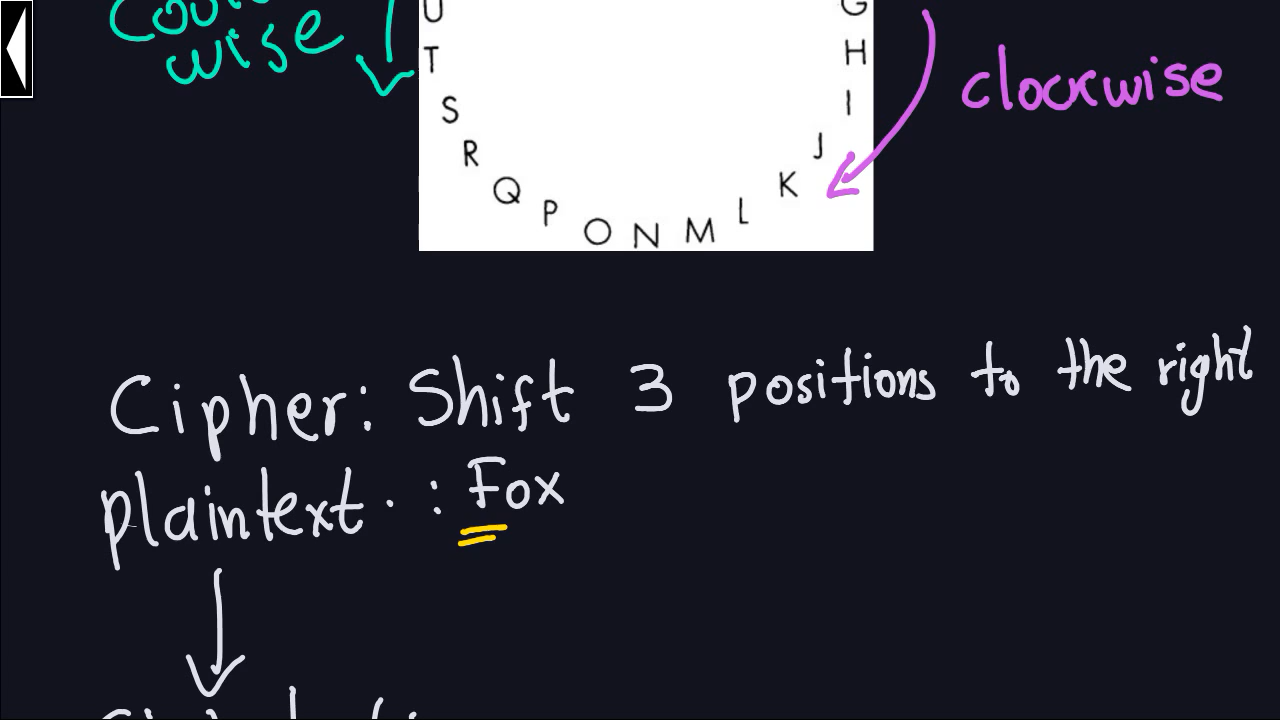 wise
clockwise
U
T
S
R
Q
P
O
N
M
L
K
J
I
H
G
Cipher: Shift 3 positions to the right
plaintext . : Fox